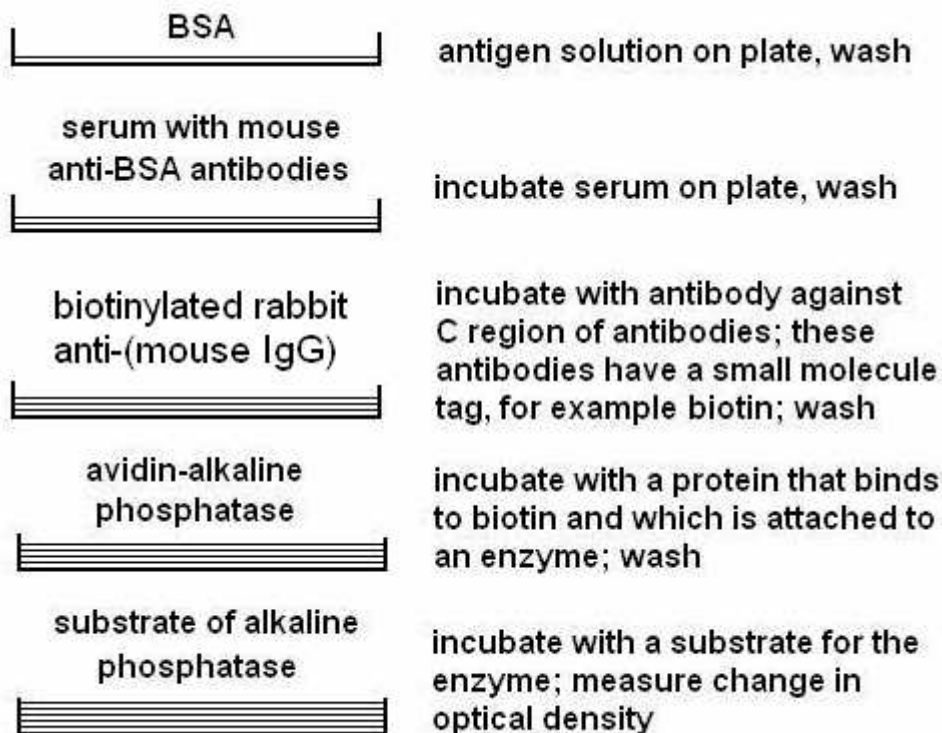 BSA
antigen solution on plate, wash
serum with mouse
anti-BSA antibodies
incubate serum on plate, wash
biotinylated rabbit
anti-(mouse IgG)
incubate with antibody against
C region of antibodies; these
antibodies have a small molecule
tag, for example biotin; wash
avidin-alkaline
phosphatase
incubate with a protein that binds
to biotin and which is attached to
an enzyme; wash
substrate of alkaline
phosphatase
incubate with a substrate for the
enzyme; measure change in
optical density